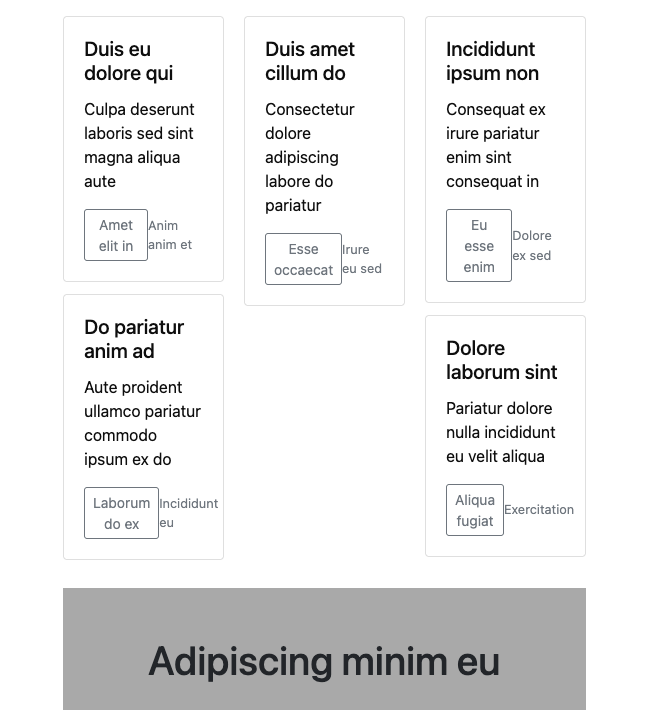 Duis eu
dolore qui
Culpa deserunt
laboris sed sint
magna aliqua
aute
Amet
elit in
Anim
anim et
Do pariatur
anim ad
Aute proident
ullamco pariatur
commodo
ipsum ex do
Laborum
do ex
Incididunt
eu
Duis amet
cillum do
Consectetur
dolore
adipiscing
labore do
pariatur
Esse
occaecat
Irure
eu sed
Incididunt
ipsum non
Consequat ex
irure pariatur
enim sint
consequat in
Eu
esse
enim
Dolore
ex sed
Dolore
laborum sint
Pariatur dolore
nulla incididunt
eu velit aliqua
Aliqua
fugiat
Exercitation
Adipiscing minim eu